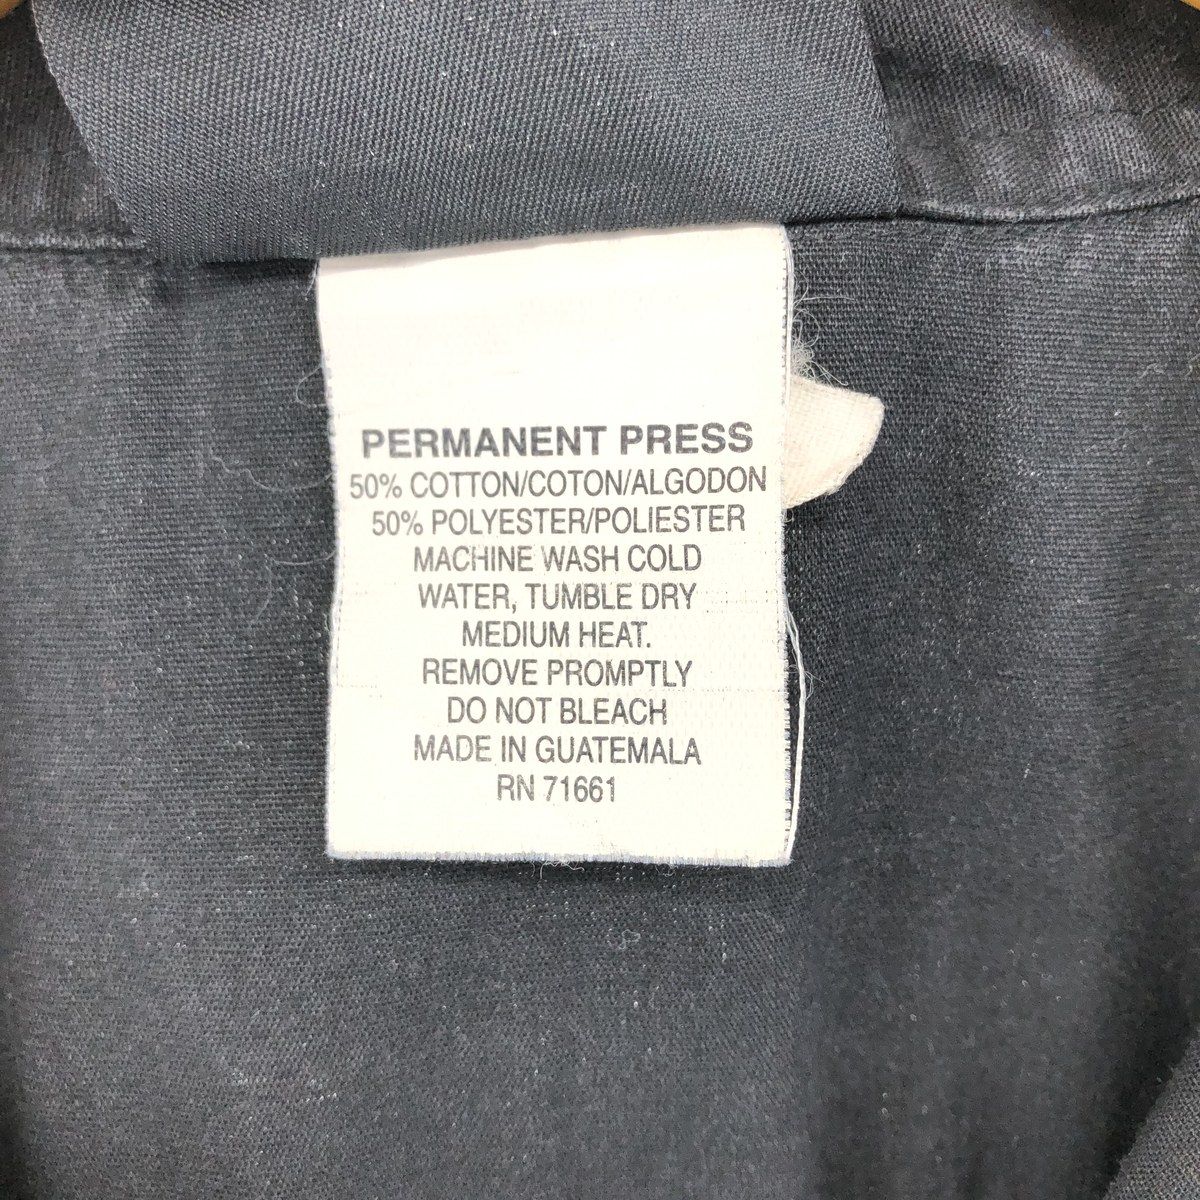 PERMANENT PRESS
50% COTTON/COTON/ALGODON
50% POLYESTER/POLIESTER
MACHINE WASH COLD
WATER, TUMBLE DRY
MEDIUM HEAT.
REMOVE PROMPTLY
DO NOT BLEACH
MADE IN GUATEMALA
RN 71661